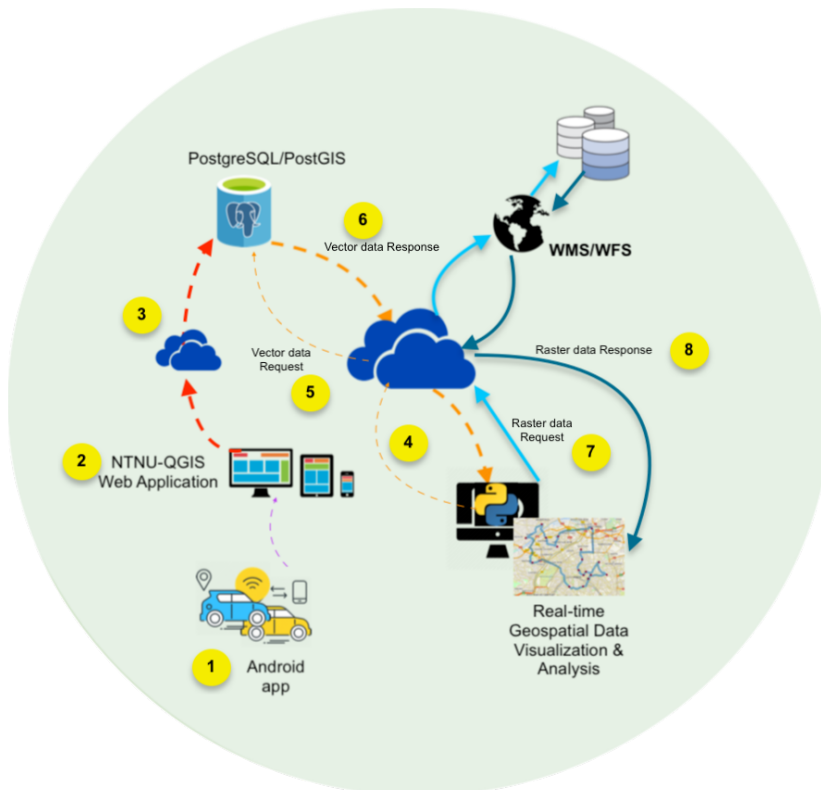 PostgreSQL/PostGIS
6
Vector data Response
WMS/WFS
3
Vector data
Request
5
Raster data Response
8
4
Raster data
Request
7
2
NTNU-QGIS
Web Application
1
Android
app
Real-time
Geospatial Data
Visualization &
Analysis